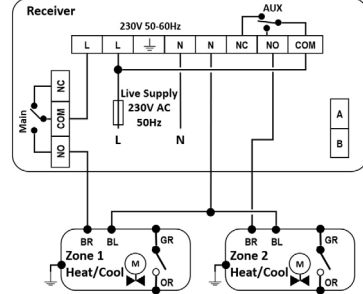 Receiver
AUX
230V 50-60Hz
L L N N NC NO COM
NC
COM
NO
Main
Live Supply
230V AC
50Hz
L N
A
B
BR BL GR
Zone 1
Heat/Cool
M
OR
BR BL GR
Zone 2
Heat/Cool
M
OR